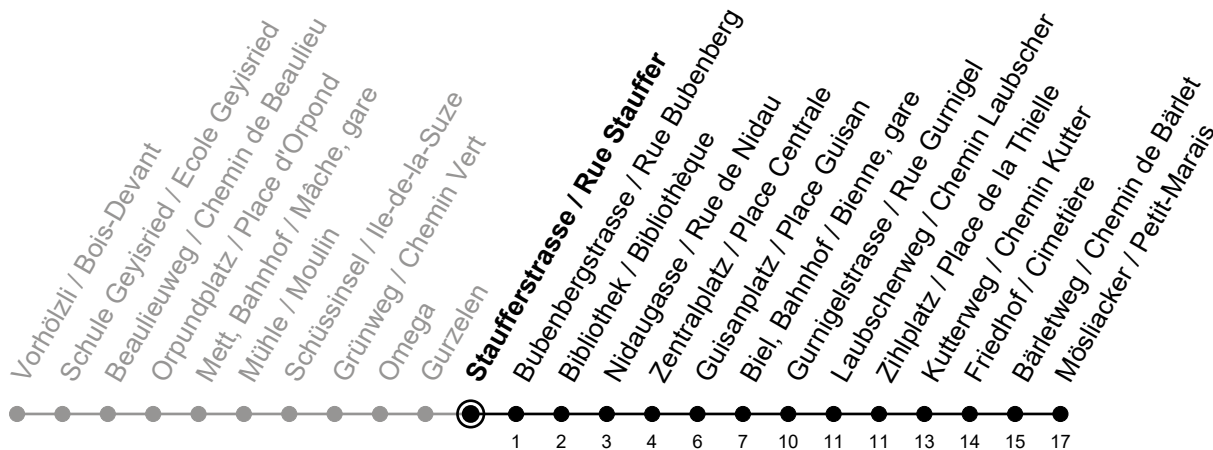 Vorhölzli / Bois-Devant
Schule Geyisried / Ecole Geyisried
Beaulieuweg / Chemin de Beaulieu
Orpundplatz / Place d'Orpond
Mett, Bahnhof / Mâche, gare
Mühle / Moulin
Schüssinsel / Ile-de-la-Suze
Grünweg / Chemin Vert
Omega
Gurzelen
Staufferstrasse / Rue Stauffer
Bubenbergstrasse / Rue Bubenberg
Bibliothek / Bibliothèque
Nidaugasse / Rue de Nidau
Zentralplatz / Place Centrale
Guisanplatz / Place Guisan
Biel, Bahnhof / Bienne, gare
Gurnigelstrasse / Rue Gurnigel
Laubscherweg / Chemin Laubscher
Zihlplatz / Place de la Thielle
Kutterweg / Chemin Kutter
Friedhof / Cimetière
Bärletweg / Chemin de Bärlet
Mösliacker / Petit-Marais
1 2 3 4 6 7 10 11 11 13 14 15 17